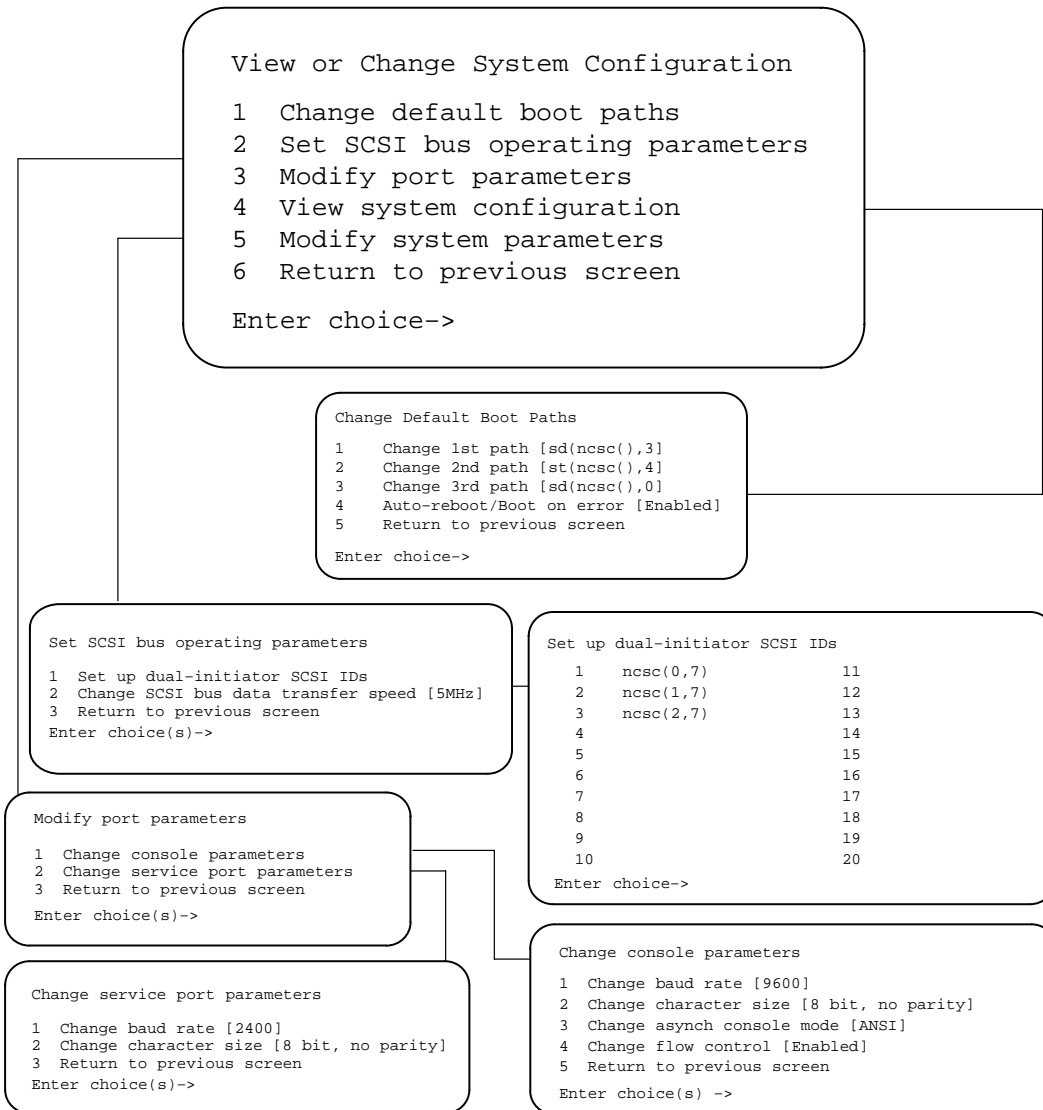 View or Change System Configuration
1 Change default boot paths
2 Set SCSI bus operating parameters
3 Modify port parameters
4 View system configuration
5 Modify system parameters
6 Return to previous screen
Enter choice->
Change Default Boot Paths
1 Change 1st path [sd(ncsc(),3]
2 Change 2nd path [st(ncsc(),4]
3 Change 3rd path [sd(ncsc(),0]
4 Auto-reboot/Boot on error [Enabled]
5 Return to previous screen
Enter choice->
Set SCSI bus operating parameters
1 Set up dual-initiator SCSI IDs
2 Change SCSI bus data transfer speed [5MHz]
3 Return to previous screen
Enter choice(s)->
Set up dual-initiator SCSI IDs
1 ncsc(0,7) 11
2 ncsc(1,7) 12
3 ncsc(2,7) 13
4 14
5 15
6 16
7 17
8 18
9 19
10 20
Enter choice->
Modify port parameters
1 Change console parameters
2 Change service port parameters
3 Return to previous screen
Enter choice(s)->
Change service port parameters
1 Change baud rate [2400]
2 Change character size [8 bit, no parity]
3 Return to previous screen
Enter choice(s)->
Change console parameters
1 Change baud rate [9600]
2 Change character size [8 bit, no parity]
3 Change asynch console mode [ANSI]
4 Change flow control [Enabled]
5 Return to previous screen
Enter choice(s) ->